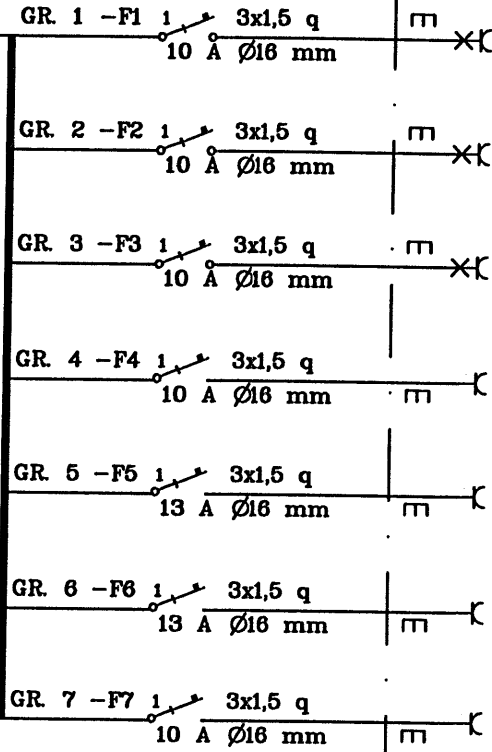 GR. 1 -F1 1 3x1,5 q
10 A Ø16 mm
GR. 2 -F2 1 3x1,5 q
10 A Ø16 mm
GR. 3 -F3 1 3x1,5 q
10 A Ø16 mm
GR. 4 -F4 1 3x1,5 q
10 A Ø16 mm
GR. 5 -F5 1 3x1,5 q
13 A Ø16 mm
GR. 6 -F6 1 3x1,5 q
13 A Ø16 mm
GR. 7 -F7 1 3x1,5 q
10 A Ø16 mm